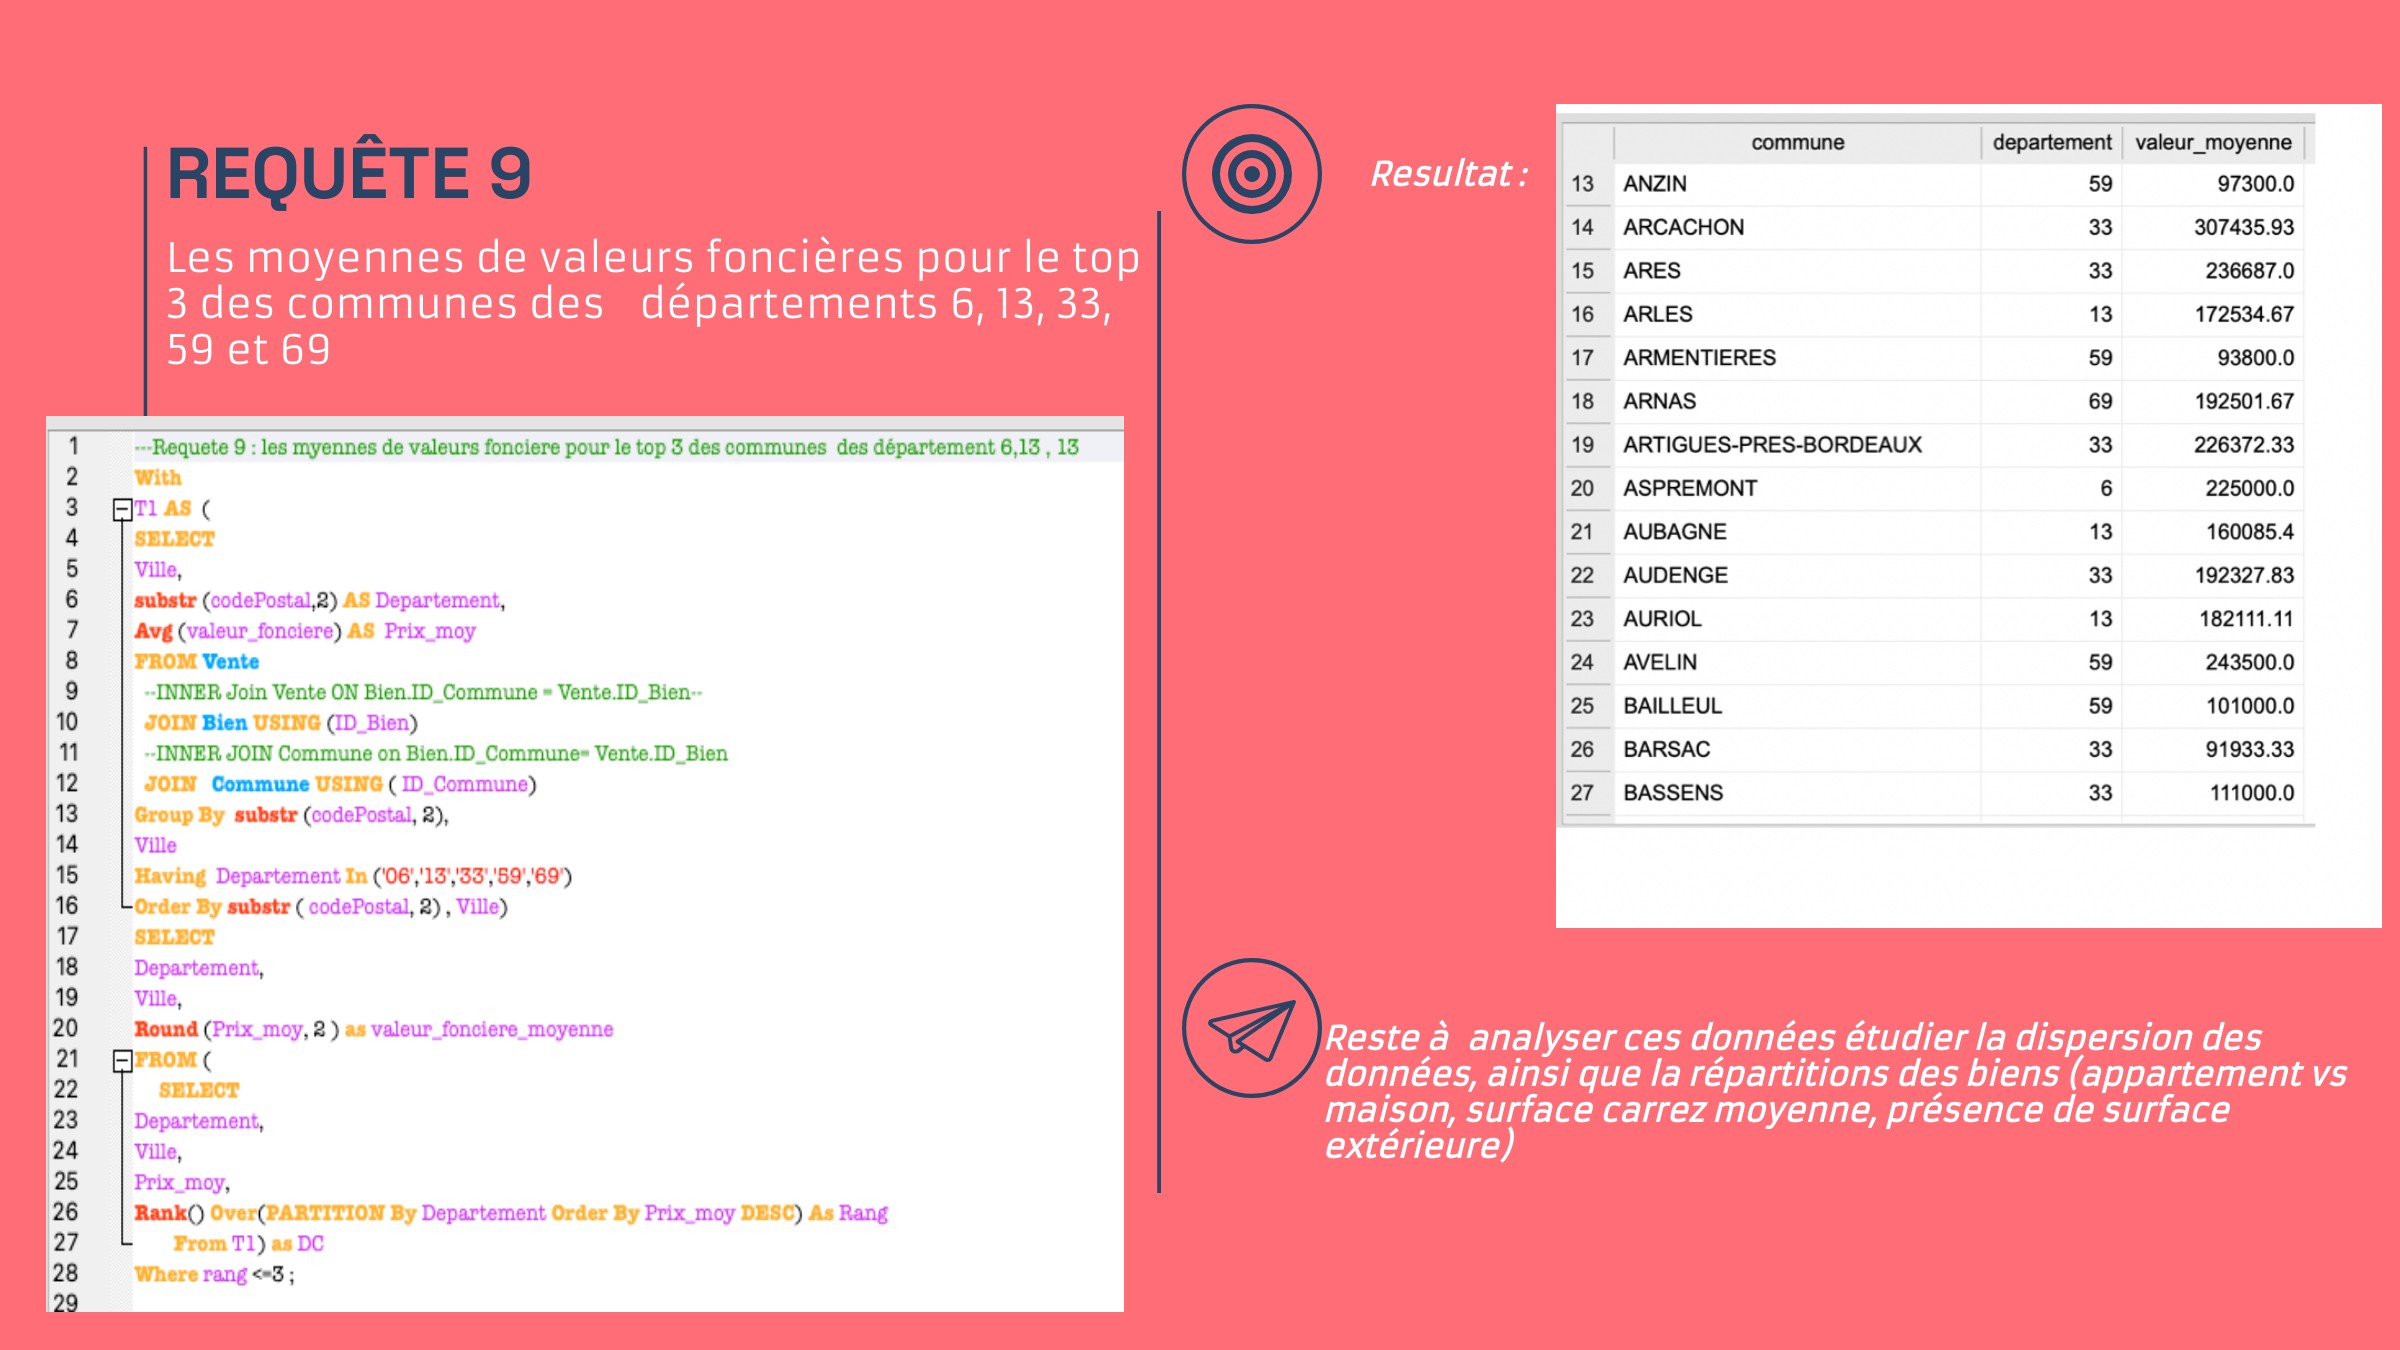 REQUÊTE 9
Les moyennes de valeurs foncières pour le top
3 des communes des départements 6, 13, 33,
59 et 69
1 ---Requete 9 : les myennes de valeurs fonciere pour le top 3 des communes des département 6,13 , 13
2 With
3 T1 AS (
4 SELECT
5 Ville,
6 substr (codePostal,2) AS Departement,
7 Avg (valeur_fonciere) AS Prix_moy
8 FROM Vente
9 --INNER Join Vente ON Bien.ID_Commune = Vente.ID_Bien--
10 JOIN Bien USING (ID_Bien)
11 --INNER JOIN Commune on Bien.ID_Commune= Vente.ID_Bien
12 JOIN Commune USING ( ID_Commune)
13 Group By substr (codePostal, 2),
14 Ville
15 Having Departement In ('06','13','33','59','69')
16 Order By substr ( codePostal, 2) , Ville)
17 SELECT
18 Departement,
19 Ville,
20 Round (Prix_moy, 2 ) as valeur_fonciere_moyenne
21 FROM (
22 SELECT
23 Departement,
24 Ville,
25 Prix_moy,
26 Rank() Over(PARTITION By Departement Order By Prix_moy DESC) As Rang
27 From T1) as DC
28 Where rang <=3 ;
29
Resultat :
commune departement valeur_moyenne
13 ANZIN 59 97300.0
14 ARCACHON 33 307435.93
15 ARES 33 236687.0
16 ARLES 13 172534.67
17 ARMENTIERES 59 93800.0
18 ARNAS 69 192501.67
19 ARTIGUES-PRES-BORDEAUX 33 226372.33
20 ASPREMONT 6 225000.0
21 AUBAGNE 13 160085.4
22 AUDENGE 33 192327.83
23 AURIOL 13 182111.11
24 AVELIN 59 243500.0
25 BAILLEUL 59 101000.0
26 BARSAC 33 91933.33
27 BASSENS 33 111000.0
Reste à analyser ces données étudier la dispersion des
données, ainsi que la répartitions des biens (appartement vs
maison, surface carrez moyenne, présence de surface
extérieure)